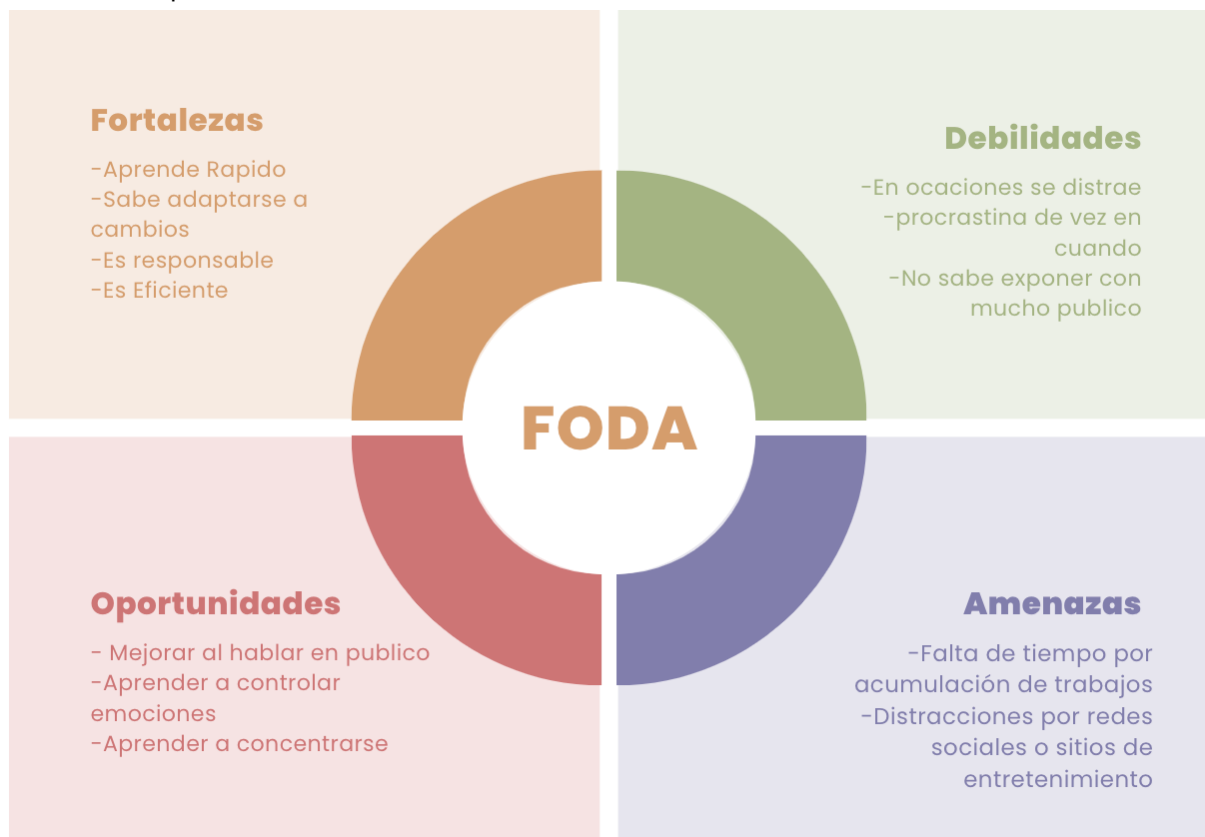 Fortalezas
-Aprende Rapido
-Sabe adaptarse a
cambios
-Es responsable
-Es Eficiente
Debilidades
-En ocaciones se distrae
-procrastina de vez en
cuando
-No sabe exponer con
mucho publico
FODA
Oportunidades
- Mejorar al hablar en publico
-Aprender a controlar
emociones
-Aprender a concentrarse
Amenazas
-Falta de tiempo por
acumulación de trabajos
-Distracciones por redes
sociales o sitios de
entretenimiento